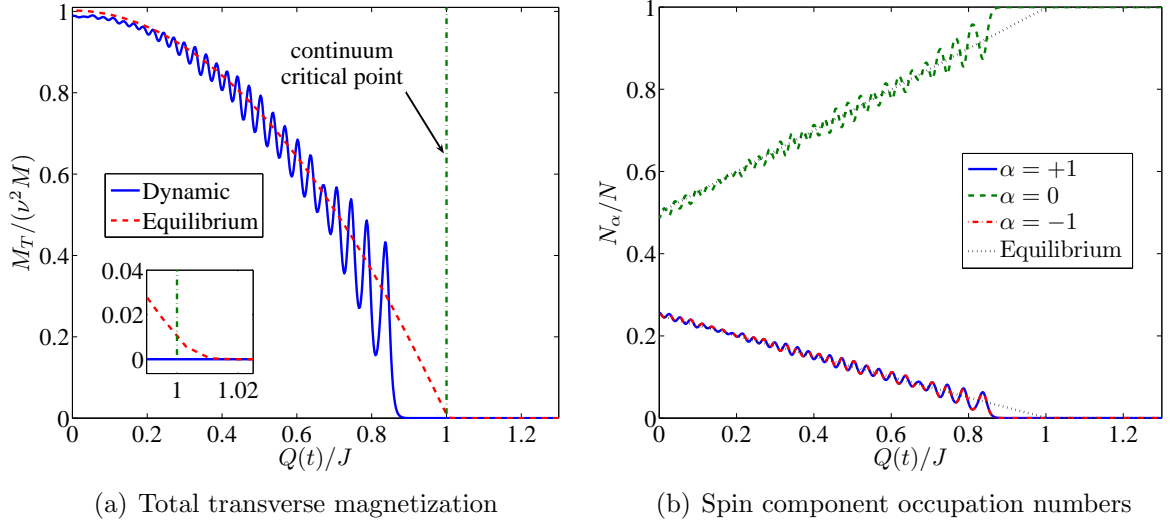 1
0.8
0.6
0.4
0.2
0
M_T/(ν²M)
continuum
critical point
Dynamic
Equilibrium
0.04
0.02
0
1 1.02
0 0.2 0.4 0.6 0.8 1 1.2
Q(t)/J
(a) Total transverse magnetization
1
0.8
0.6
0.4
0.2
0
N_α/N
α = +1
α = 0
α = −1
Equilibrium
0 0.2 0.4 0.6 0.8 1 1.2
Q(t)/J
(b) Spin component occupation numbers